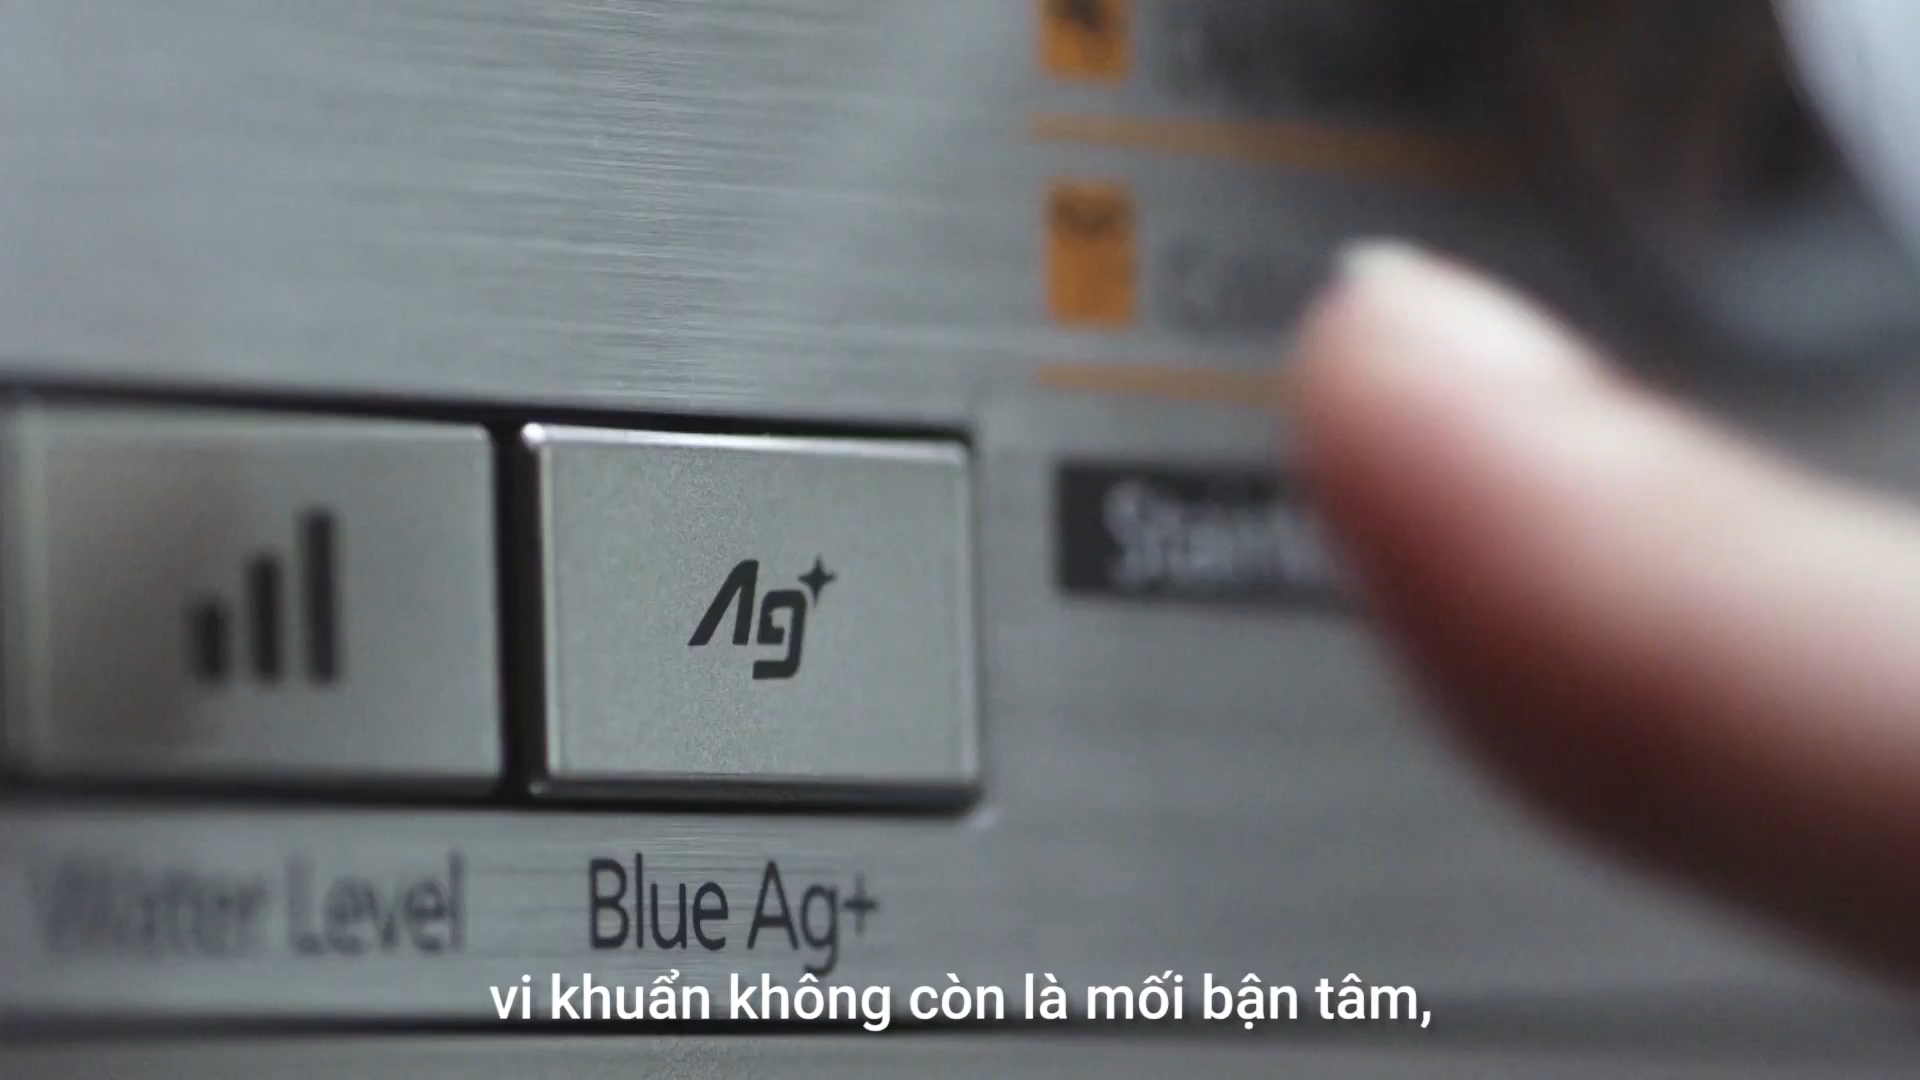 Ag+
Water Level
Blue Ag+
vi khuẩn không còn là mối bận tâm,